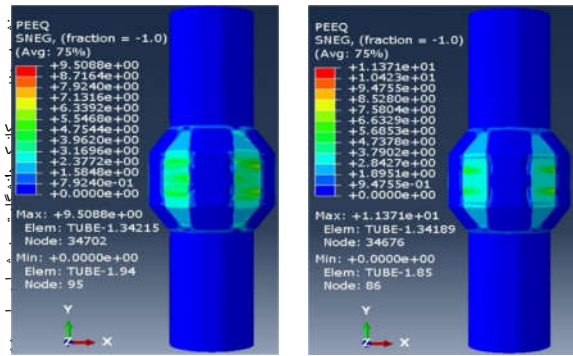 PEEQ
SNEG, (fraction = -1.0)
(Avg: 75%)
+9.5088e+00
+8.7164e+00
+7.9240e+00
+7.1316e+00
+6.3392e+00
+5.5468e+00
+4.7544e+00
+3.9620e+00
+3.1696e+00
+2.3772e+00
+1.5848e+00
+7.9240e-01
+0.0000e+00
Max: +9.5088e+00
Elem: TUBE-1.34215
Node: 34702
Min: +0.0000e+00
Elem: TUBE-1.94
Node: 95
Y
Z
X
PEEQ
SNEG, (fraction = -1.0)
(Avg: 75%)
+1.1371e+01
+1.0423e+01
+9.4755e+00
+8.5280e+00
+7.5804e+00
+6.6329e+00
+5.6853e+00
+4.7378e+00
+3.7902e+00
+2.8427e+00
+1.8951e+00
+9.4755e-01
+0.0000e+00
Max: +1.1371e+01
Elem: TUBE-1.34189
Node: 34676
Min: +0.0000e+00
Elem: TUBE-1.85
Node: 86
Y
Z
X